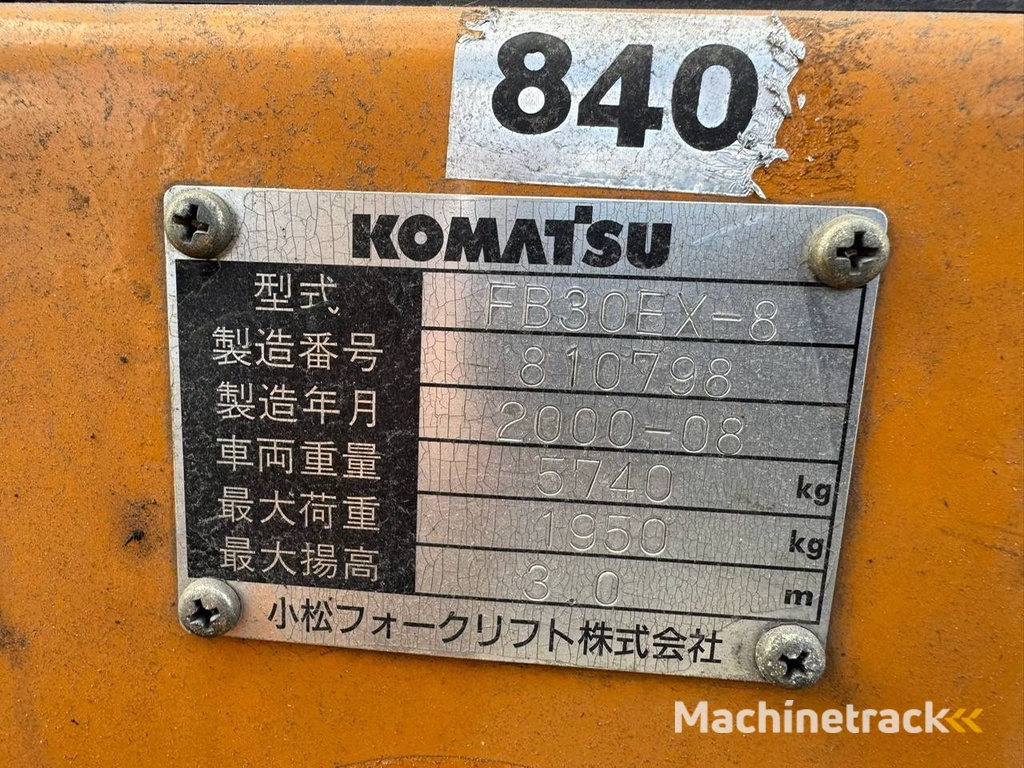 840
KOMATSU
型式 FB30EX-8
製造番号 810798
製造年月 2000-08
車両重量 5740 kg
最大荷重 1950 kg
最大揚高 3.0 m
小松フォークリフト株式会社
Machinetrack